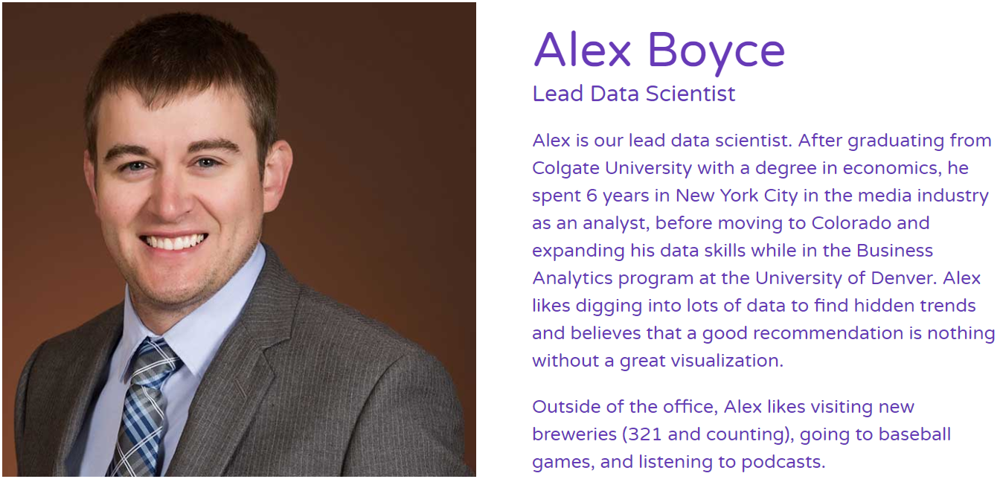 Alex Boyce
Lead Data Scientist
Alex is our lead data scientist. After graduating from
Colgate University with a degree in economics, he
spent 6 years in New York City in the media industry
as an analyst, before moving to Colorado and
expanding his data skills while in the Business
Analytics program at the University of Denver. Alex
likes digging into lots of data to find hidden trends
and believes that a good recommendation is nothing
without a great visualization.
Outside of the office, Alex likes visiting new
breweries (321 and counting), going to baseball
games, and listening to podcasts.